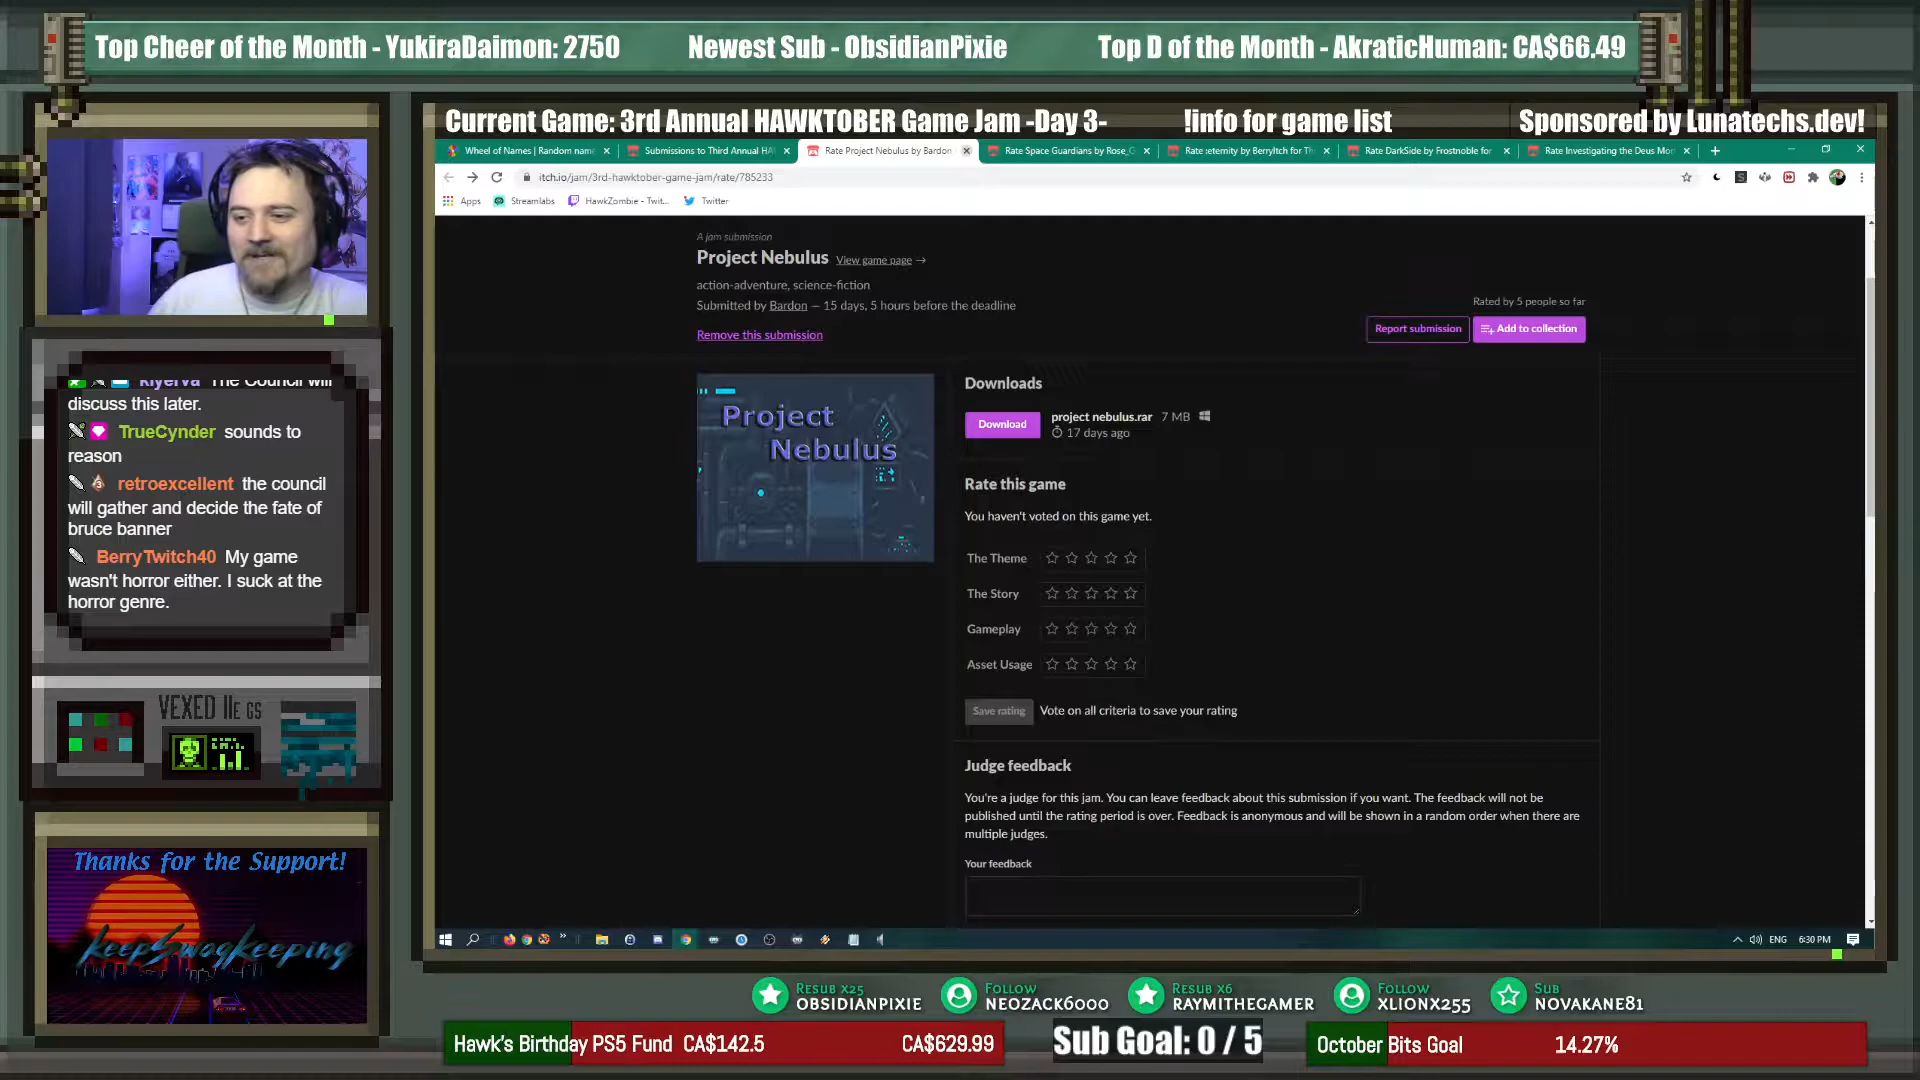 Top Cheer of the Month - YukiraDaimon: 2750
Newest Sub - ObsidianPixie
Top D of the Month - AkraticHuman: CA$66.49
Current Game: 3rd Annual HAWKTOBER Game Jam -Day 3-
!info for game list
Sponsored by Lunatechs.dev!
Wheel of Names | Random name
Submissions to Third Annual HA
Rate Project Nebulus by Bardon
Rate Space Guardians by Rose_G
Rate :eternity by BerryItch for Th
Rate DarkSide by Frostnoble for
Rate Investigating the Deus Mor
itch.io/jam/3rd-hawktober-game-jam/rate/785233
Apps
Streamlabs
HawkZombie - Twit...
Twitter
A jam submission
Project Nebulus View game page →
action-adventure, science-fiction
Submitted by Bardon — 15 days, 5 hours before the deadline
Remove this submission
Rated by 5 people so far
Report submission
Add to collection
Project
Nebulus
Downloads
Download
project nebulus.rar 7 MB
17 days ago
Rate this game
You haven't voted on this game yet.
The Theme
The Story
Gameplay
Asset Usage
Save rating
Vote on all criteria to save your rating
Judge feedback
You're a judge for this jam. You can leave feedback about this submission if you want. The feedback will not be
published until the rating period is over. Feedback is anonymous and will be shown in a random order when there are
multiple judges.
Your feedback
ENG
6:30 PM
Kiyerva The Council will
discuss this later.
TrueCynder sounds to
reason
retroexcellent the council
will gather and decide the fate of
bruce banner
BerryTwitch40 My game
wasn't horror either. I suck at the
horror genre.
VEXED IIE GS
Thanks for the Support!
KeepSwagKeeping
RESUB X25
OBSIDIANPIXIE
FOLLOW
NEOZACK6000
RESUB X6
RAYMITHEGAMER
FOLLOW
XLIONX255
SUB
NOVAKANE81
Hawk's Birthday PS5 Fund CA$142.5
CA$629.99
Sub Goal: 0 / 5
October Bits Goal
14.27%